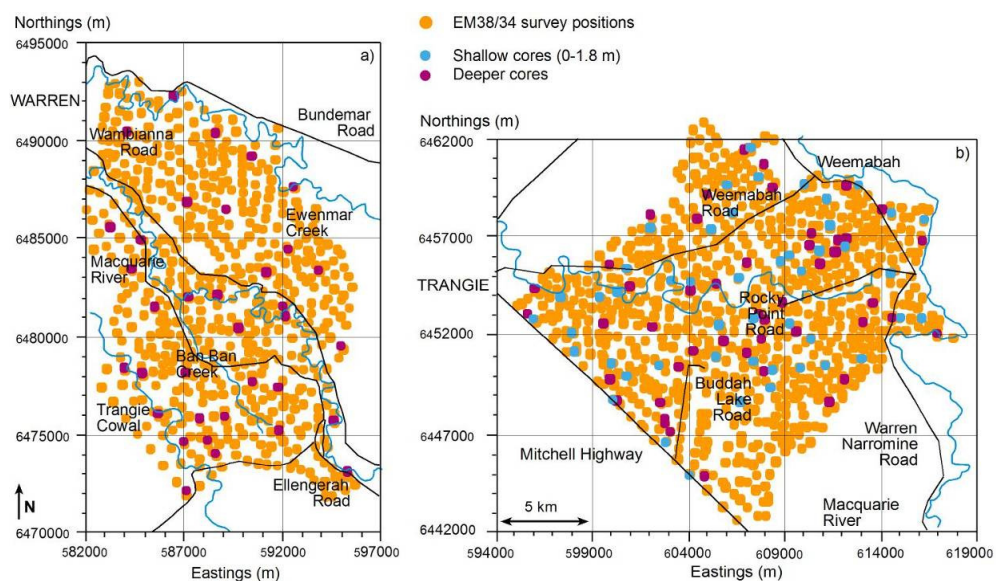 Northings (m)
6495000
6490000
6485000
6480000
6475000
6470000
582000
587000
592000
597000
Eastings (m)
a)
WARREN
Bundemar
Road
Wambianna
Road
Ewenmar
Creek
Macquarie
River
Ban Ban
Creek
Trangie
Cowal
Ellengerah
Road
N
EM38/34 survey positions
Shallow cores (0-1.8 m)
Deeper cores
Northings (m)
6462000
6457000
6452000
6447000
6442000
594000
599000
604000
609000
614000
619000
Eastings (m)
b)
Weemabah
Weemabah
Road
TRANGIE
Rocky
Point
Road
Buddah
Lake
Road
Mitchell Highway
Warren
Narromine
Road
Macquarie
River
5 km